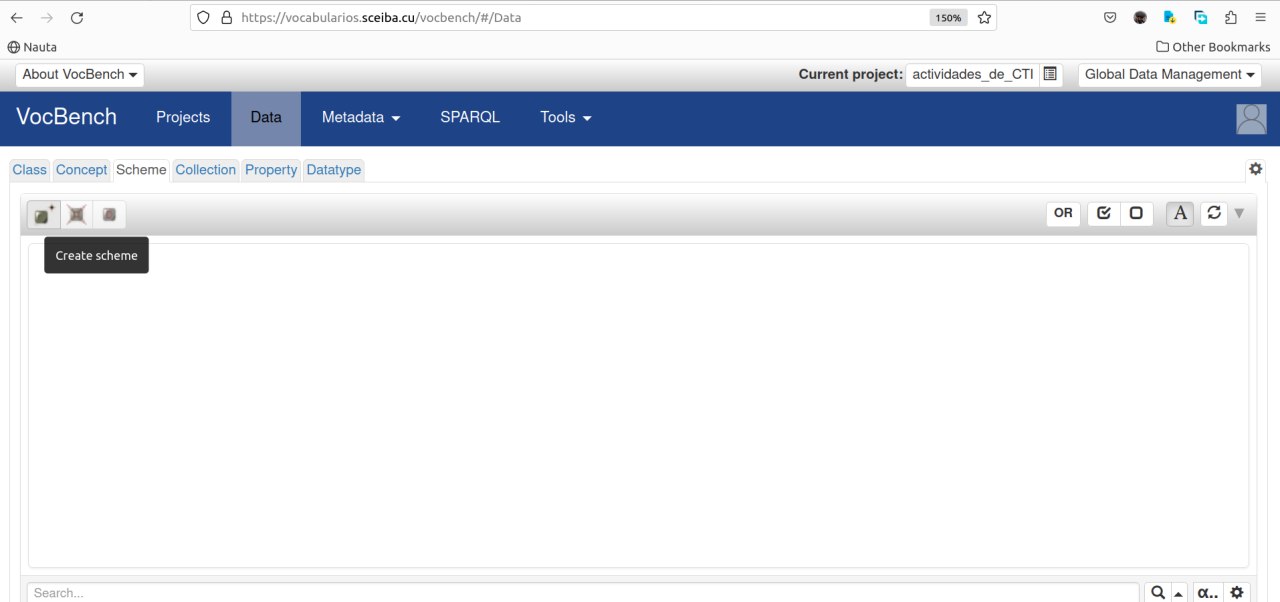 https://vocabularios.sceiba.cu/vocbench/#/Data 150%
Nauta Other Bookmarks
About VocBench Current project: actividades_de_CTI Global Data Management
VocBench Projects Data Metadata SPARQL Tools
Class Concept Scheme Collection Property Datatype
OR A
Create scheme
Search... α..